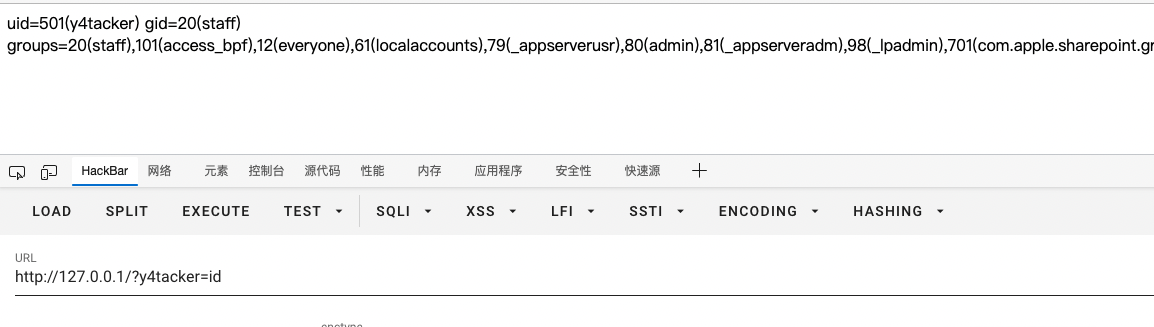 uid=501(y4tacker) gid=20(staff)
groups=20(staff),101(access_bpf),12(everyone),61(localaccounts),79(_appserverusr),80(admin),81(_appserveradm),98(_lpadmin),701(com.apple.sharepoint.gr
HackBar 网络 元素 控制台 源代码 性能 内存 应用程序 安全性 快速源
LOAD SPLIT EXECUTE TEST SQLI XSS LFI SSTI ENCODING HASHING
URL
http://127.0.0.1/?y4tacker=id